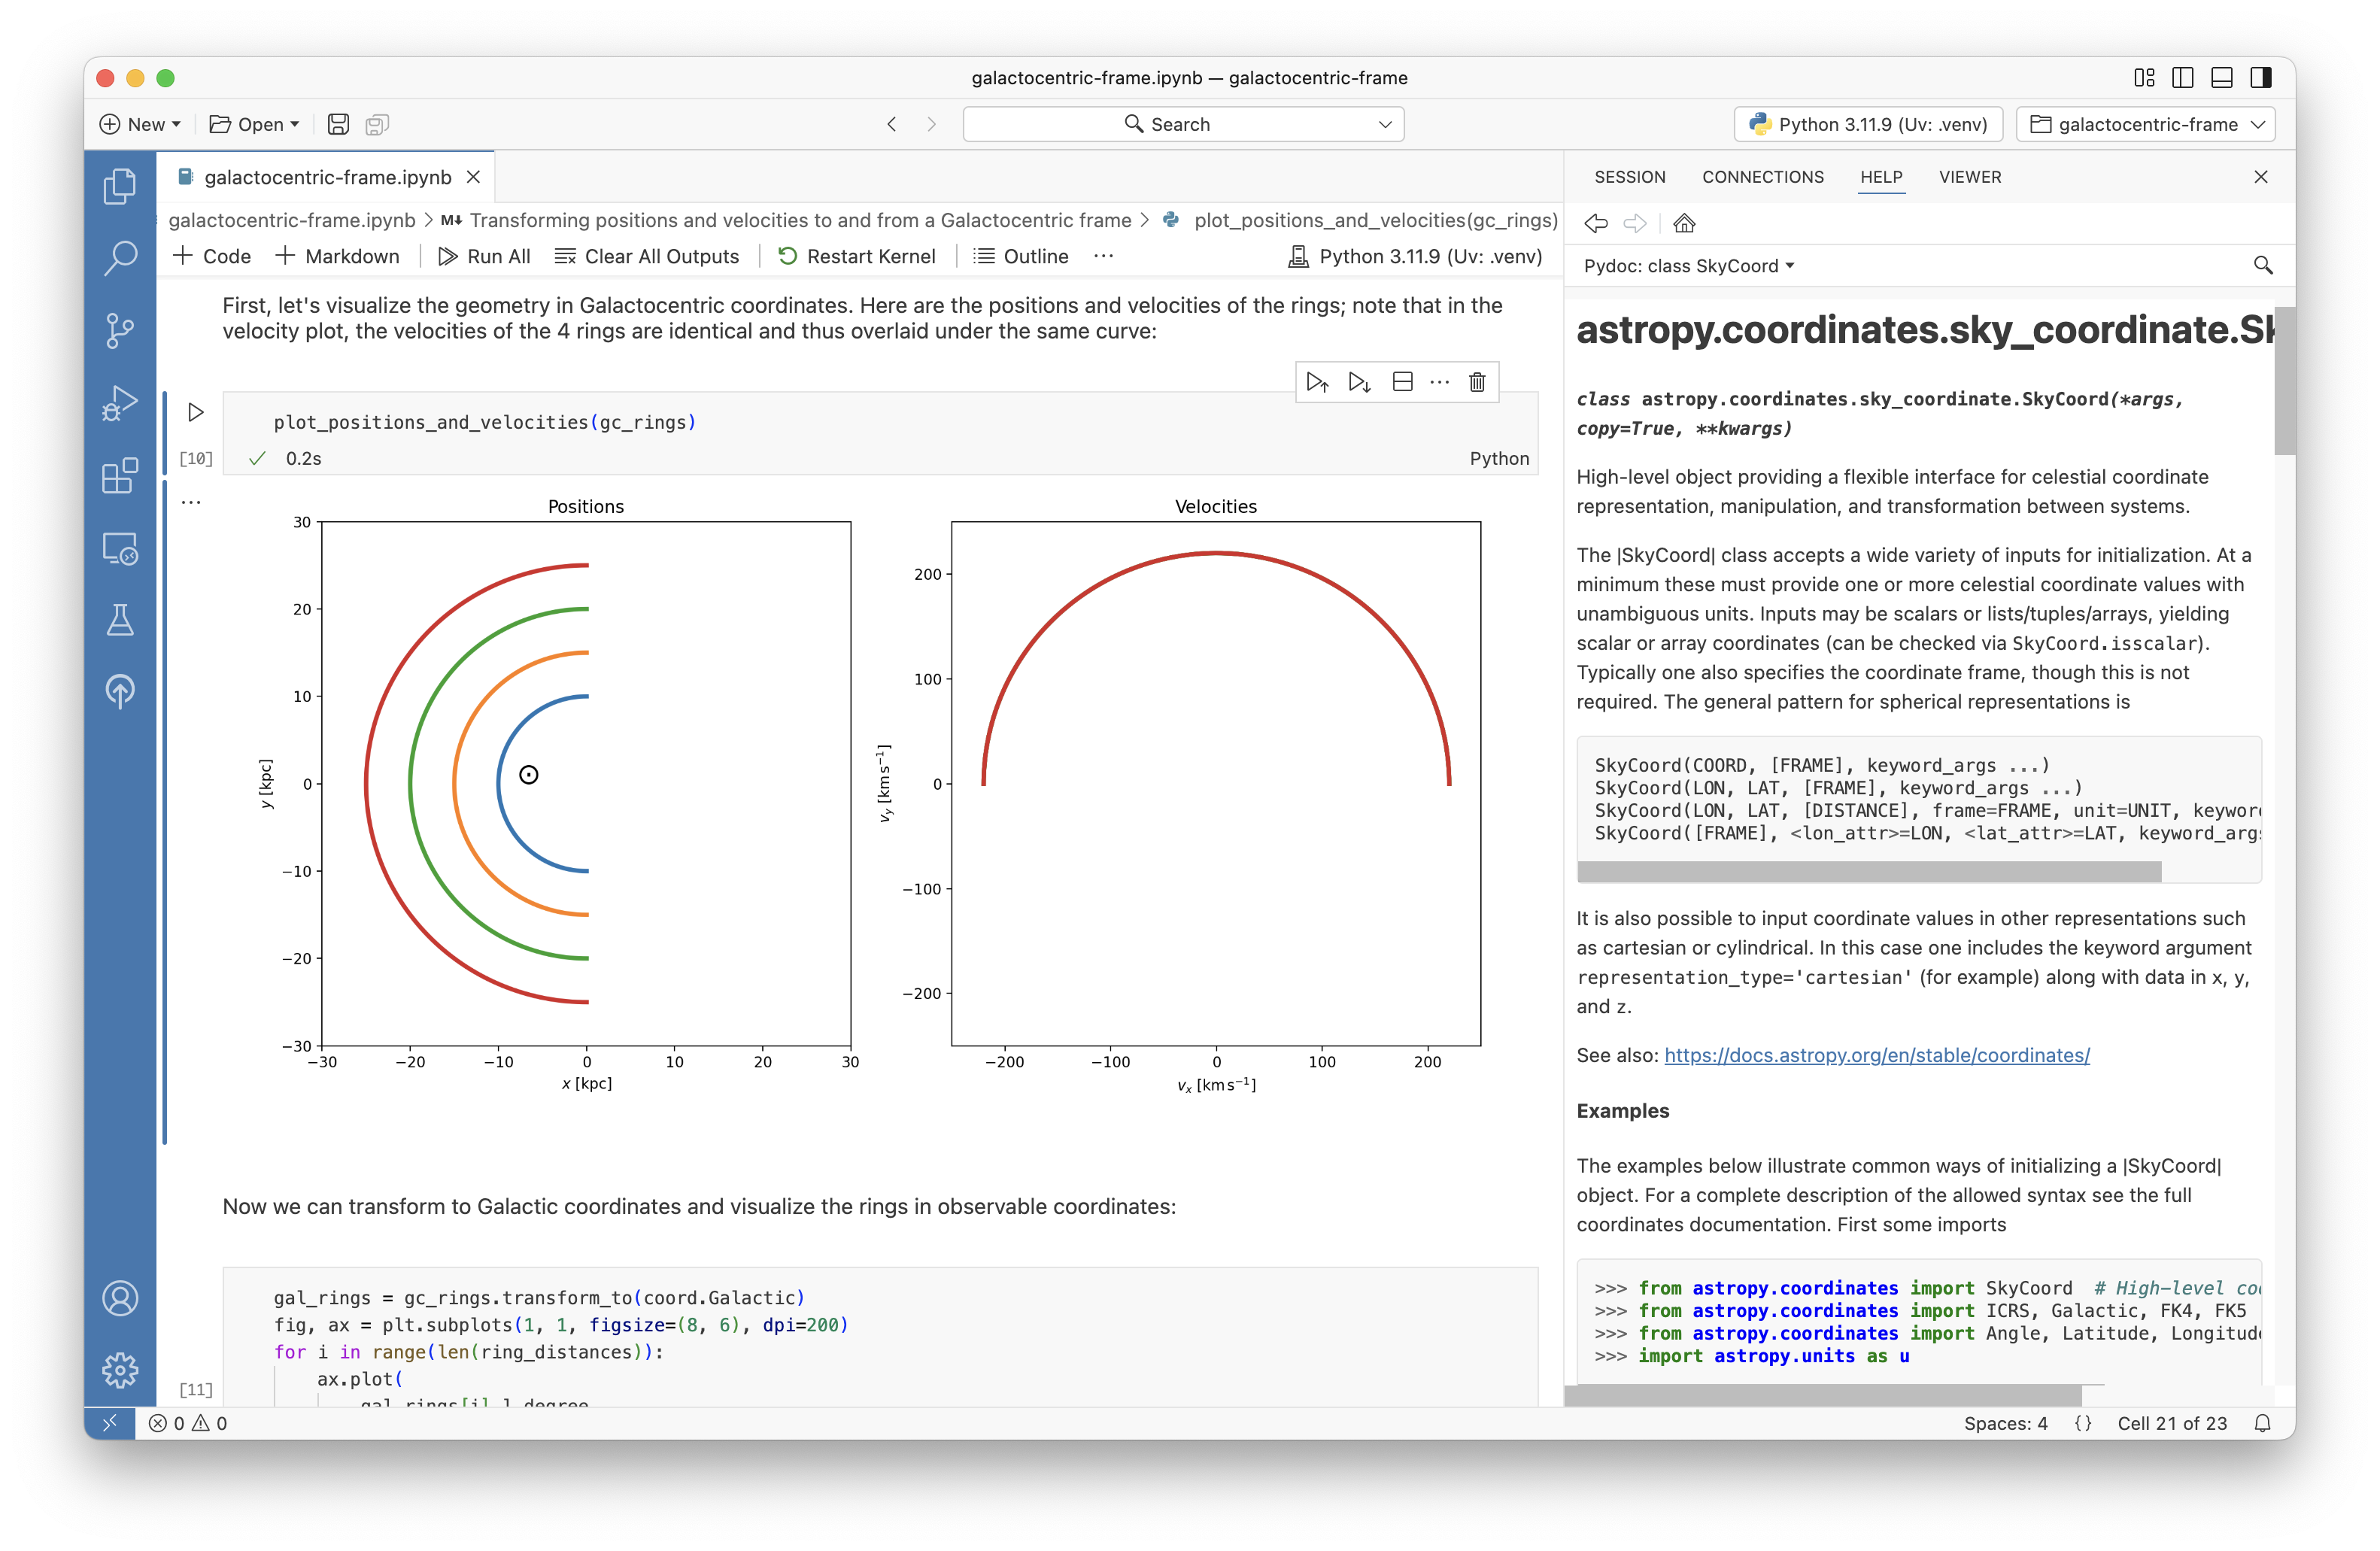 galactocentric-frame.ipynb — galactocentric-frame
New
Open
Search
Python 3.11.9 (Uv: .venv)
galactocentric-frame
galactocentric-frame.ipynb
galactocentric-frame.ipynb > M↓ Transforming positions and velocities to and from a Galactocentric frame > plot_positions_and_velocities(gc_rings)
+ Code
+ Markdown
Run All
Clear All Outputs
Restart Kernel
Outline
...
Python 3.11.9 (Uv: .venv)
First, let's visualize the geometry in Galactocentric coordinates. Here are the positions and velocities of the rings; note that in the
velocity plot, the velocities of the 4 rings are identical and thus overlaid under the same curve:
plot_positions_and_velocities(gc_rings)
[10]
0.2s
Python
...
Positions
30
20
10
0
−10
−20
−30
y [kpc]
−30
−20
−10
0
10
20
30
x [kpc]
Velocities
200
100
0
−100
−200
v_y [km s⁻¹]
−200
−100
0
100
200
v_x [km s⁻¹]
Now we can transform to Galactic coordinates and visualize the rings in observable coordinates:
gal_rings = gc_rings.transform_to(coord.Galactic)
fig, ax = plt.subplots(1, 1, figsize=(8, 6), dpi=200)
for i in range(len(ring_distances)):
ax.plot(
gal_rings[i].l.degree
[11]
SESSION
CONNECTIONS
HELP
VIEWER
Pydoc: class SkyCoord
astropy.coordinates.sky_coordinate.Sk
class astropy.coordinates.sky_coordinate.SkyCoord(*args,
copy=True, **kwargs)
High-level object providing a flexible interface for celestial coordinate
representation, manipulation, and transformation between systems.
The |SkyCoord| class accepts a wide variety of inputs for initialization. At a
minimum these must provide one or more celestial coordinate values with
unambiguous units. Inputs may be scalars or lists/tuples/arrays, yielding
scalar or array coordinates (can be checked via SkyCoord.isscalar).
Typically one also specifies the coordinate frame, though this is not
required. The general pattern for spherical representations is
SkyCoord(COORD, [FRAME], keyword_args ...)
SkyCoord(LON, LAT, [FRAME], keyword_args ...)
SkyCoord(LON, LAT, [DISTANCE], frame=FRAME, unit=UNIT, keywor
SkyCoord([FRAME], <lon_attr>=LON, <lat_attr>=LAT, keyword_args
It is also possible to input coordinate values in other representations such
as cartesian or cylindrical. In this case one includes the keyword argument
representation_type='cartesian' (for example) along with data in x, y,
and z.
See also: https://docs.astropy.org/en/stable/coordinates/
Examples
The examples below illustrate common ways of initializing a |SkyCoord|
object. For a complete description of the allowed syntax see the full
coordinates documentation. First some imports
>>> from astropy.coordinates import SkyCoord # High-level coo
>>> from astropy.coordinates import ICRS, Galactic, FK4, FK5
>>> from astropy.coordinates import Angle, Latitude, Longitude
>>> import astropy.units as u
0
0
Spaces: 4
{}
Cell 21 of 23